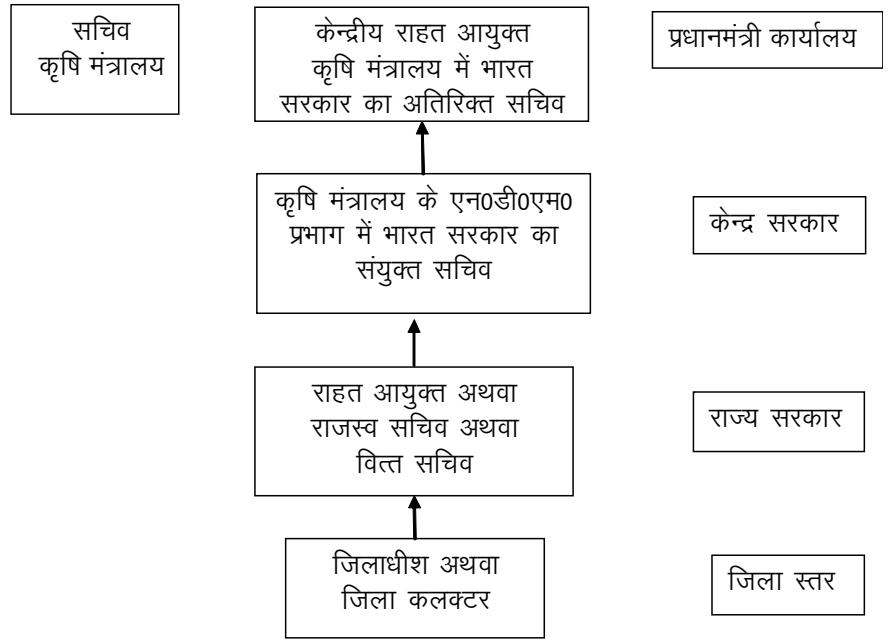 सचिव
कृषि मंत्रालय
केन्द्रीय राहत आयुक्त
कृषि मंत्रालय में भारत
सरकार का अतिरिक्त सचिव
प्रधानमंत्री कार्यालय
कृषि मंत्रालय के एन0डी0एम0
प्रभाग में भारत सरकार का
संयुक्त सचिव
केन्द्र सरकार
राहत आयुक्त अथवा
राजस्व सचिव अथवा
वित्त सचिव
राज्य सरकार
जिलाधीश अथवा
जिला कलक्टर
जिला स्तर